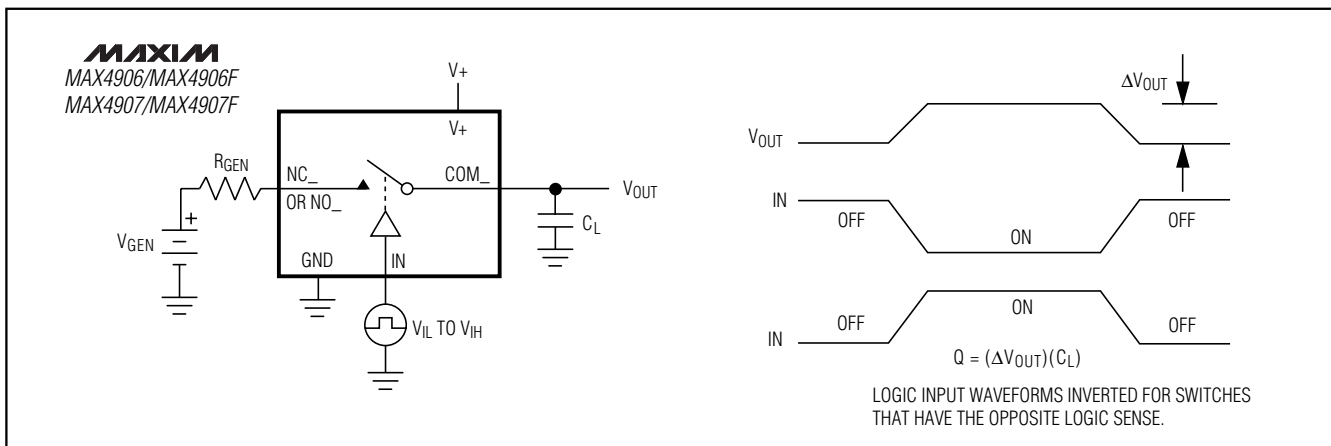 MAXIM
MAX4906/MAX4906F
MAX4907/MAX4907F
V+
V+
RGEN
NC_
OR NO_
COM_
VOUT
CL
VGEN
+
GND
IN
VIL TO VIH
ΔVOUT
VOUT
IN
OFF
ON
OFF
IN
OFF
ON
OFF
Q = (ΔVOUT)(CL)
LOGIC INPUT WAVEFORMS INVERTED FOR SWITCHES
THAT HAVE THE OPPOSITE LOGIC SENSE.